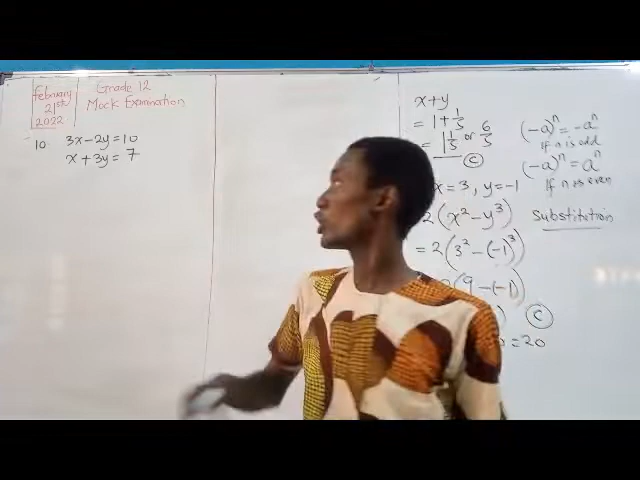 february
21st
2022
Grade 12
Mock Examination
10. 3x-2y=10
x+3y=7
x+y
= 1+1/5
= 1 1/5 or 6/5
C
x=3, y=-1
2(x²-y³)
=2(3²-(-1)³)
(9-(-1)
C
=20
(-a)ⁿ=-aⁿ
If n is odd
(-a)ⁿ=aⁿ
If n is even
Substitution